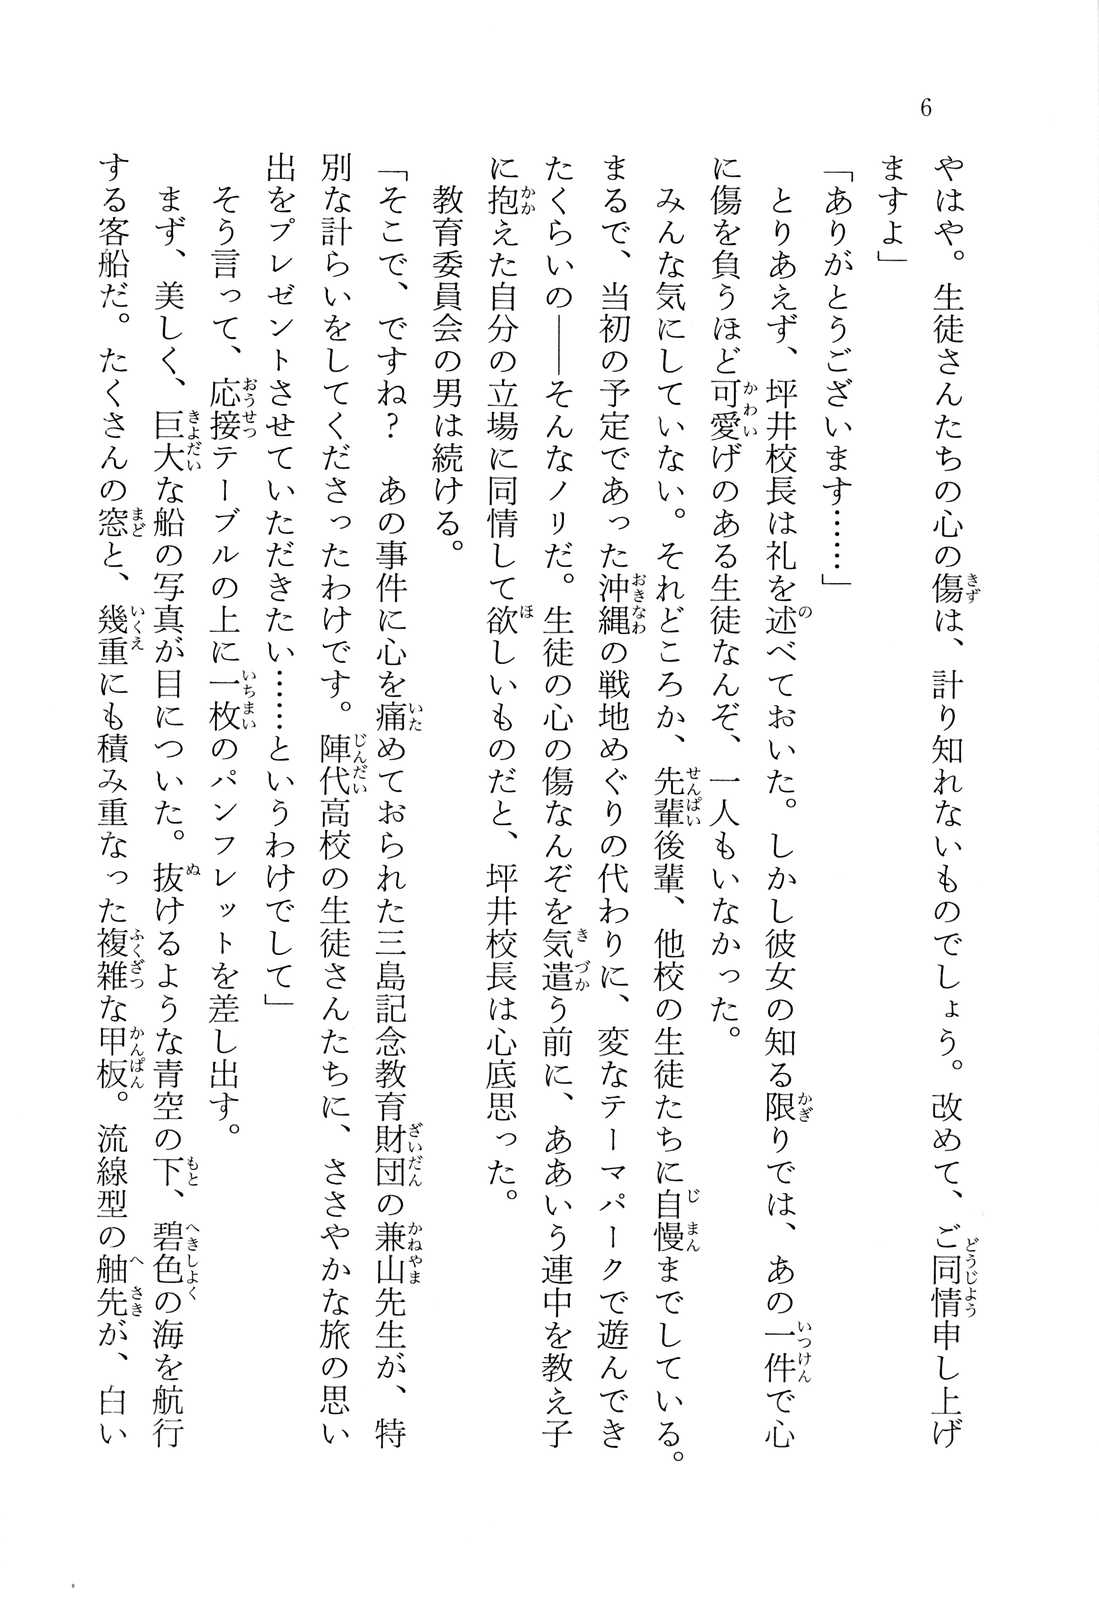 6
やはや。生徒さんたちの心の傷は、計り知れないものでしょう。改めて、ご同情申し上げ
ますよ」
「ありがとうございます……」
とりあえず、坪井校長は礼を述べておいた。しかし彼女の知る限りでは、あの一件で心
に傷を負うほど可愛げのある生徒なんぞ、一人もいなかった。
みんな気にしていない。それどころか、先輩後輩、他校の生徒たちに自慢までしている。
まるで、当初の予定であった沖縄の戦地めぐりの代わりに、変なテーマパークで遊んでき
たくらいの――そんなノリだ。生徒の心の傷なんぞを気遣う前に、ああいう連中を教え子
に抱えた自分の立場に同情して欲しいものだと、坪井校長は心底思った。
教育委員会の男は続ける。
「そこで、ですね？　あの事件に心を痛めておられた三島記念教育財団の兼山先生が、特
別な計らいをしてくださったわけです。陣代高校の生徒さんたちに、ささやかな旅の思い
出をプレゼントさせていただきたい……というわけでして」
そう言って、応接テーブルの上に一枚のパンフレットを差し出す。
まず、美しく、巨大な船の写真が目についた。抜けるような青空の下、碧色の海を航行
する客船だ。たくさんの窓と、幾重にも積み重なった複雑な甲板。流線型の舳先が、白い